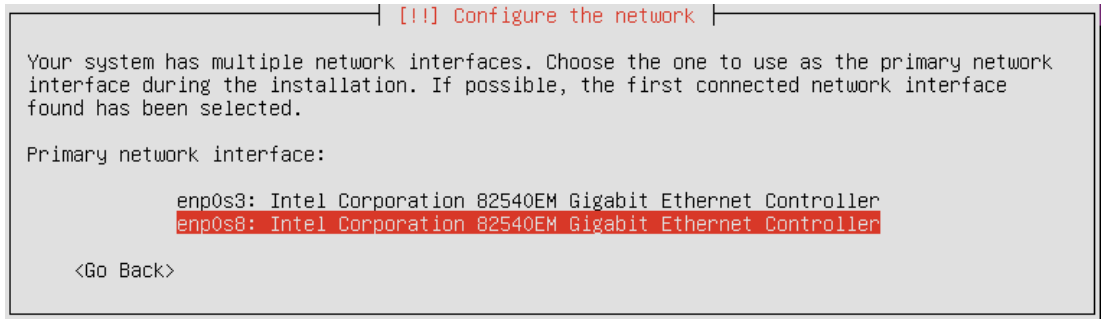 [!!] Configure the network
Your system has multiple network interfaces. Choose the one to use as the primary network
interface during the installation. If possible, the first connected network interface
found has been selected.
Primary network interface:
enp0s3: Intel Corporation 82540EM Gigabit Ethernet Controller
enp0s8: Intel Corporation 82540EM Gigabit Ethernet Controller
<Go Back>